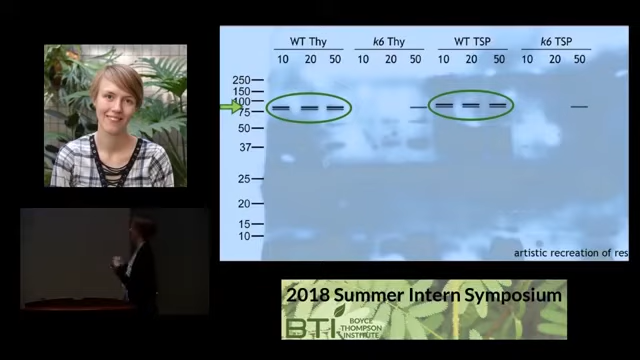 WT Thy k6 Thy WT TSP k6 TSP
10 20 50 10 20 50 10 20 50 10 20 50
250
150
100
75
50
37
25
20
15
10
artistic recreation of res
2018 Summer Intern Symposium
BTI BOYCE
THOMPSON
INSTITUTE